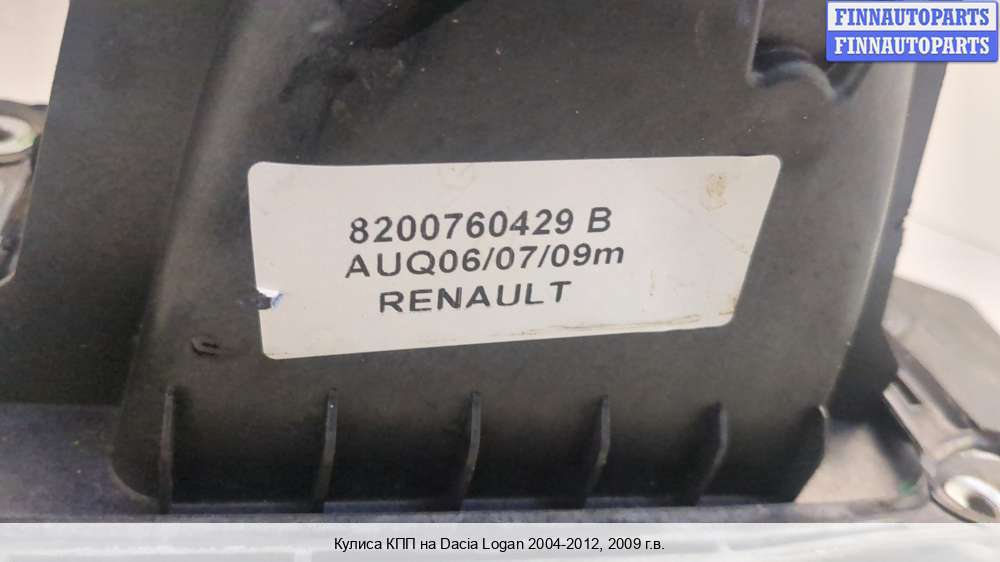 FINNAUTOPARTS
FINNAUTOPARTS
8200760429 B
AUQ06/07/09m
RENAULT
Кулиса КПП на Dacia Logan 2004-2012, 2009 г.в.